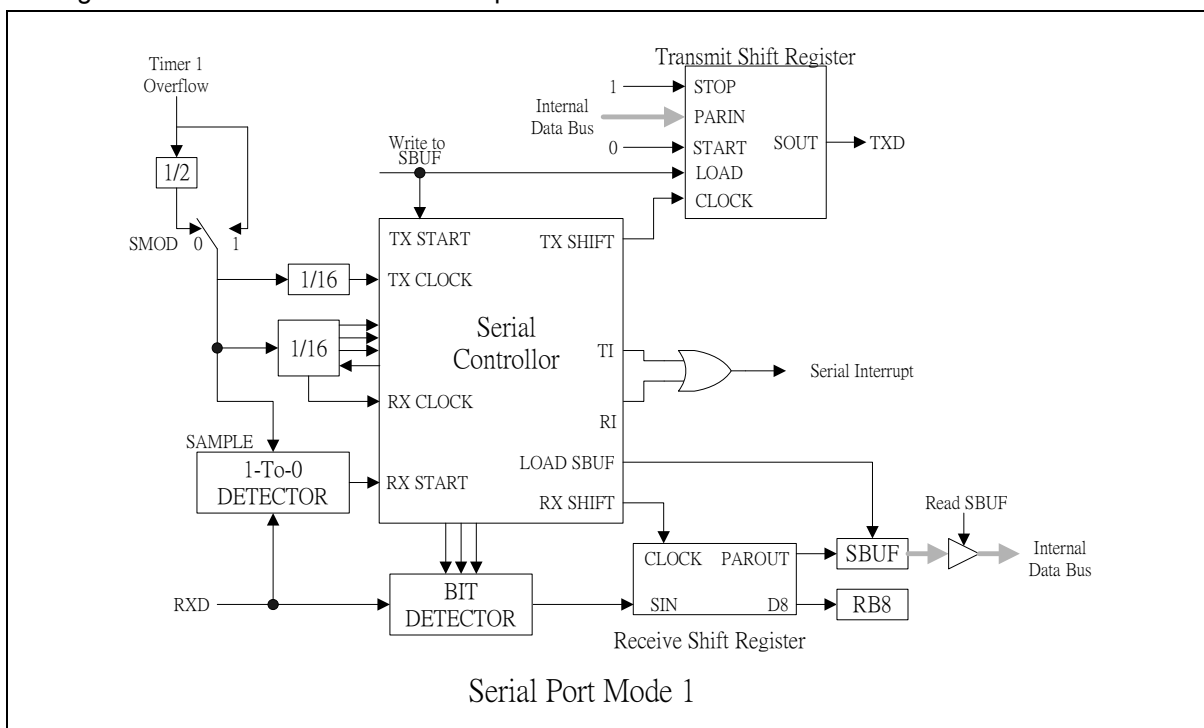 Transmit Shift Register
Timer 1
Overflow
1
STOP
Internal
Data Bus
PARIN
0
START
SOUT
TXD
Write to
SBUF
LOAD
CLOCK
1/2
SMOD 0 1
TX START
TX SHIFT
1/16
TX CLOCK
Serial
Controllor
1/16
TI
Serial Interrupt
RX CLOCK
RI
SAMPLE
1-To-0
DETECTOR
RX START
LOAD SBUF
RX SHIFT
Read SBUF
CLOCK PAROUT
SBUF
Internal
Data Bus
RXD
BIT
DETECTOR
SIN D8
RB8
Receive Shift Register
Serial Port Mode 1